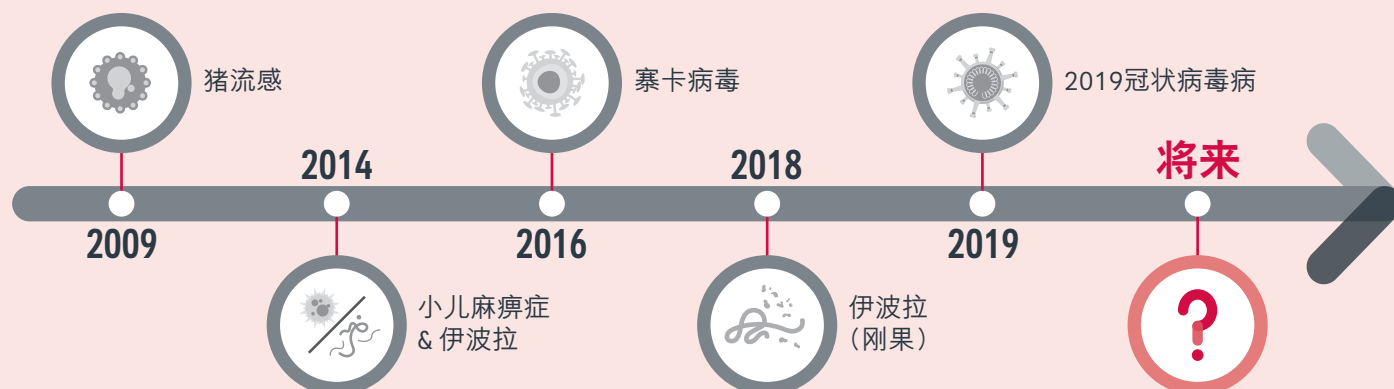 猪流感
2009
2014
小儿麻痹症
& 伊波拉
寨卡病毒
2016
2018
伊波拉
（刚果）
2019冠状病毒病
2019
将来
?